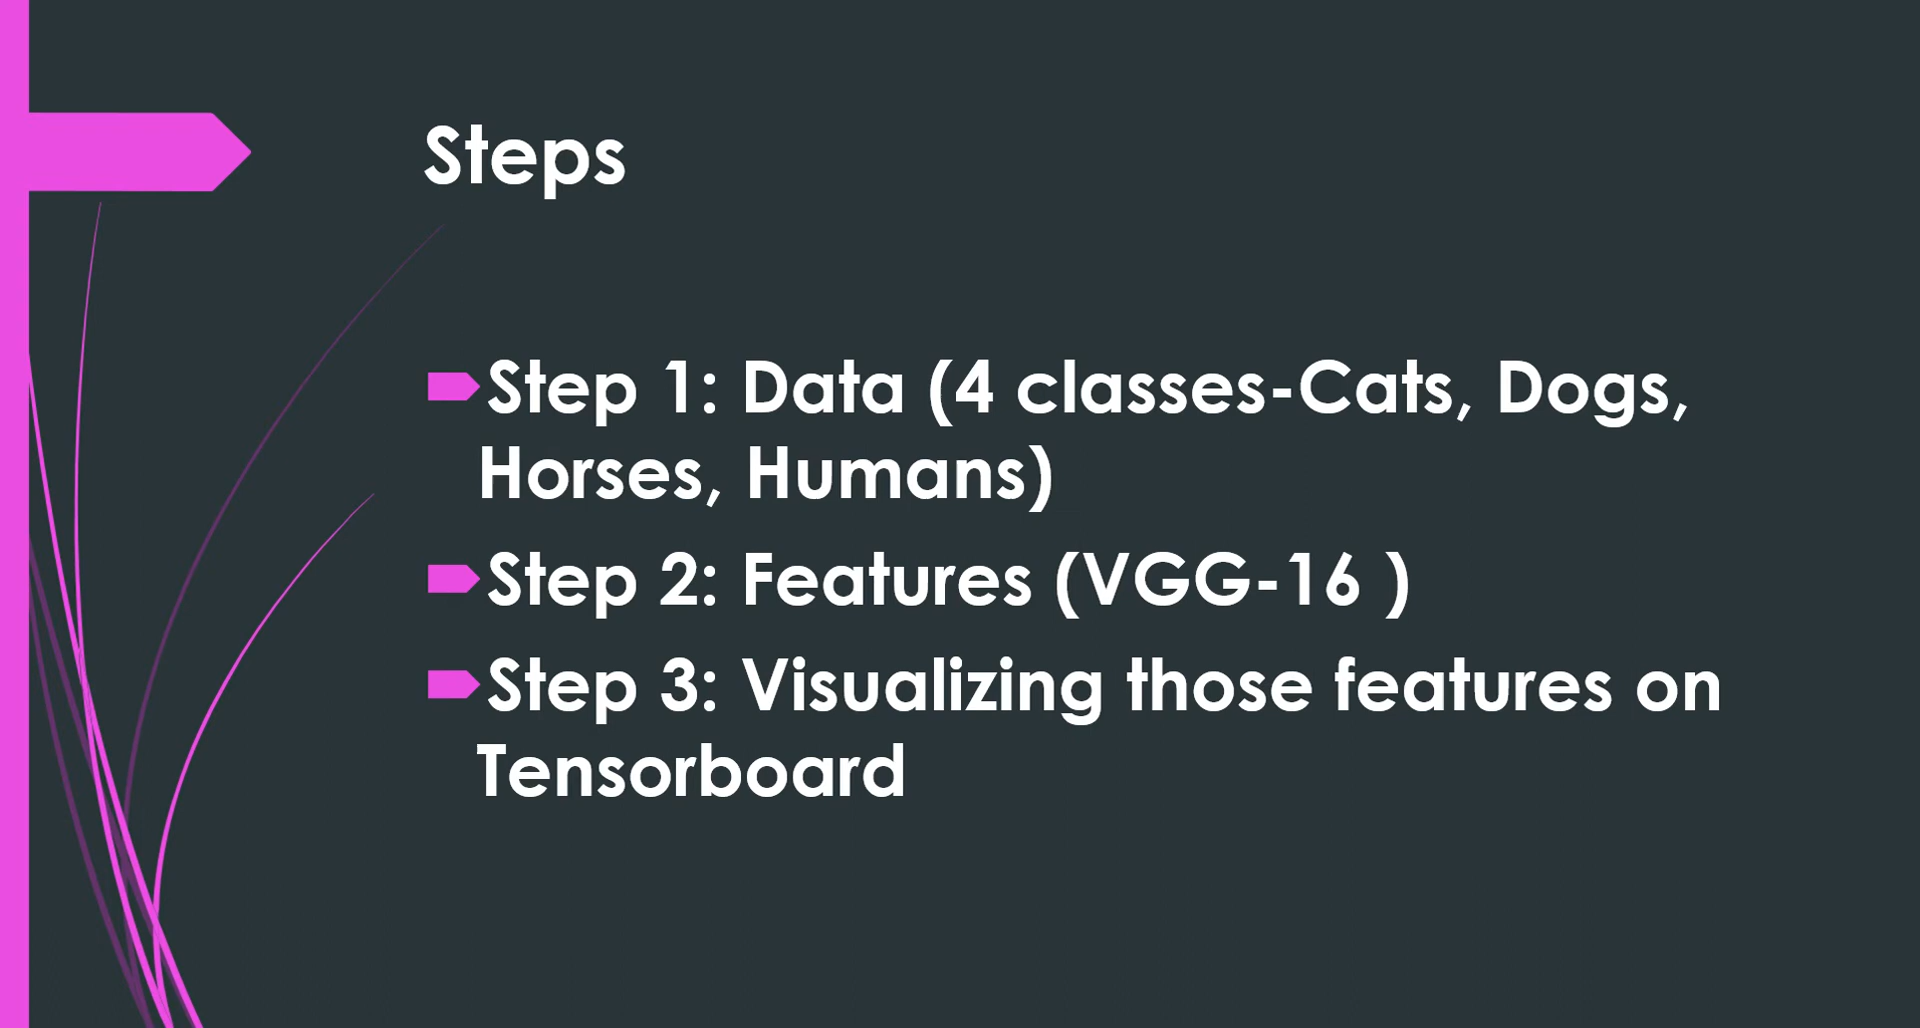 Steps
Step 1: Data (4 classes-Cats, Dogs,
Horses, Humans)
Step 2: Features (VGG-16 )
Step 3: Visualizing those features on
Tensorboard